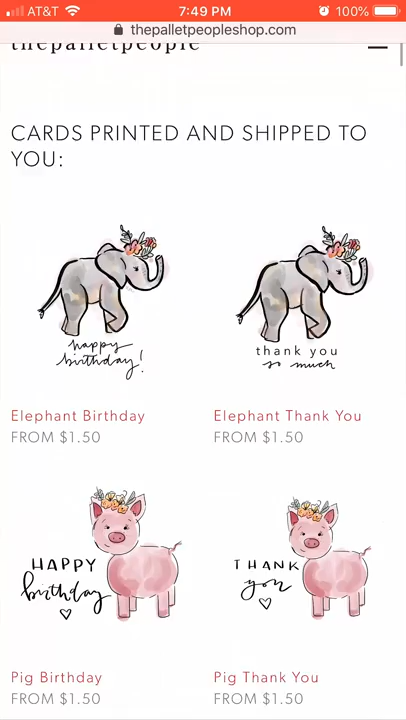 AT&T
7:49 PM
100%
thepalletpeopleshop.com
thepalletpeople
CARDS PRINTED AND SHIPPED TO
YOU:
happy
birthday!
thank you
so much
Elephant Birthday
FROM $1.50
Elephant Thank You
FROM $1.50
HAPPY
birthday
THANK
you
Pig Birthday
FROM $1.50
Pig Thank You
FROM $1.50